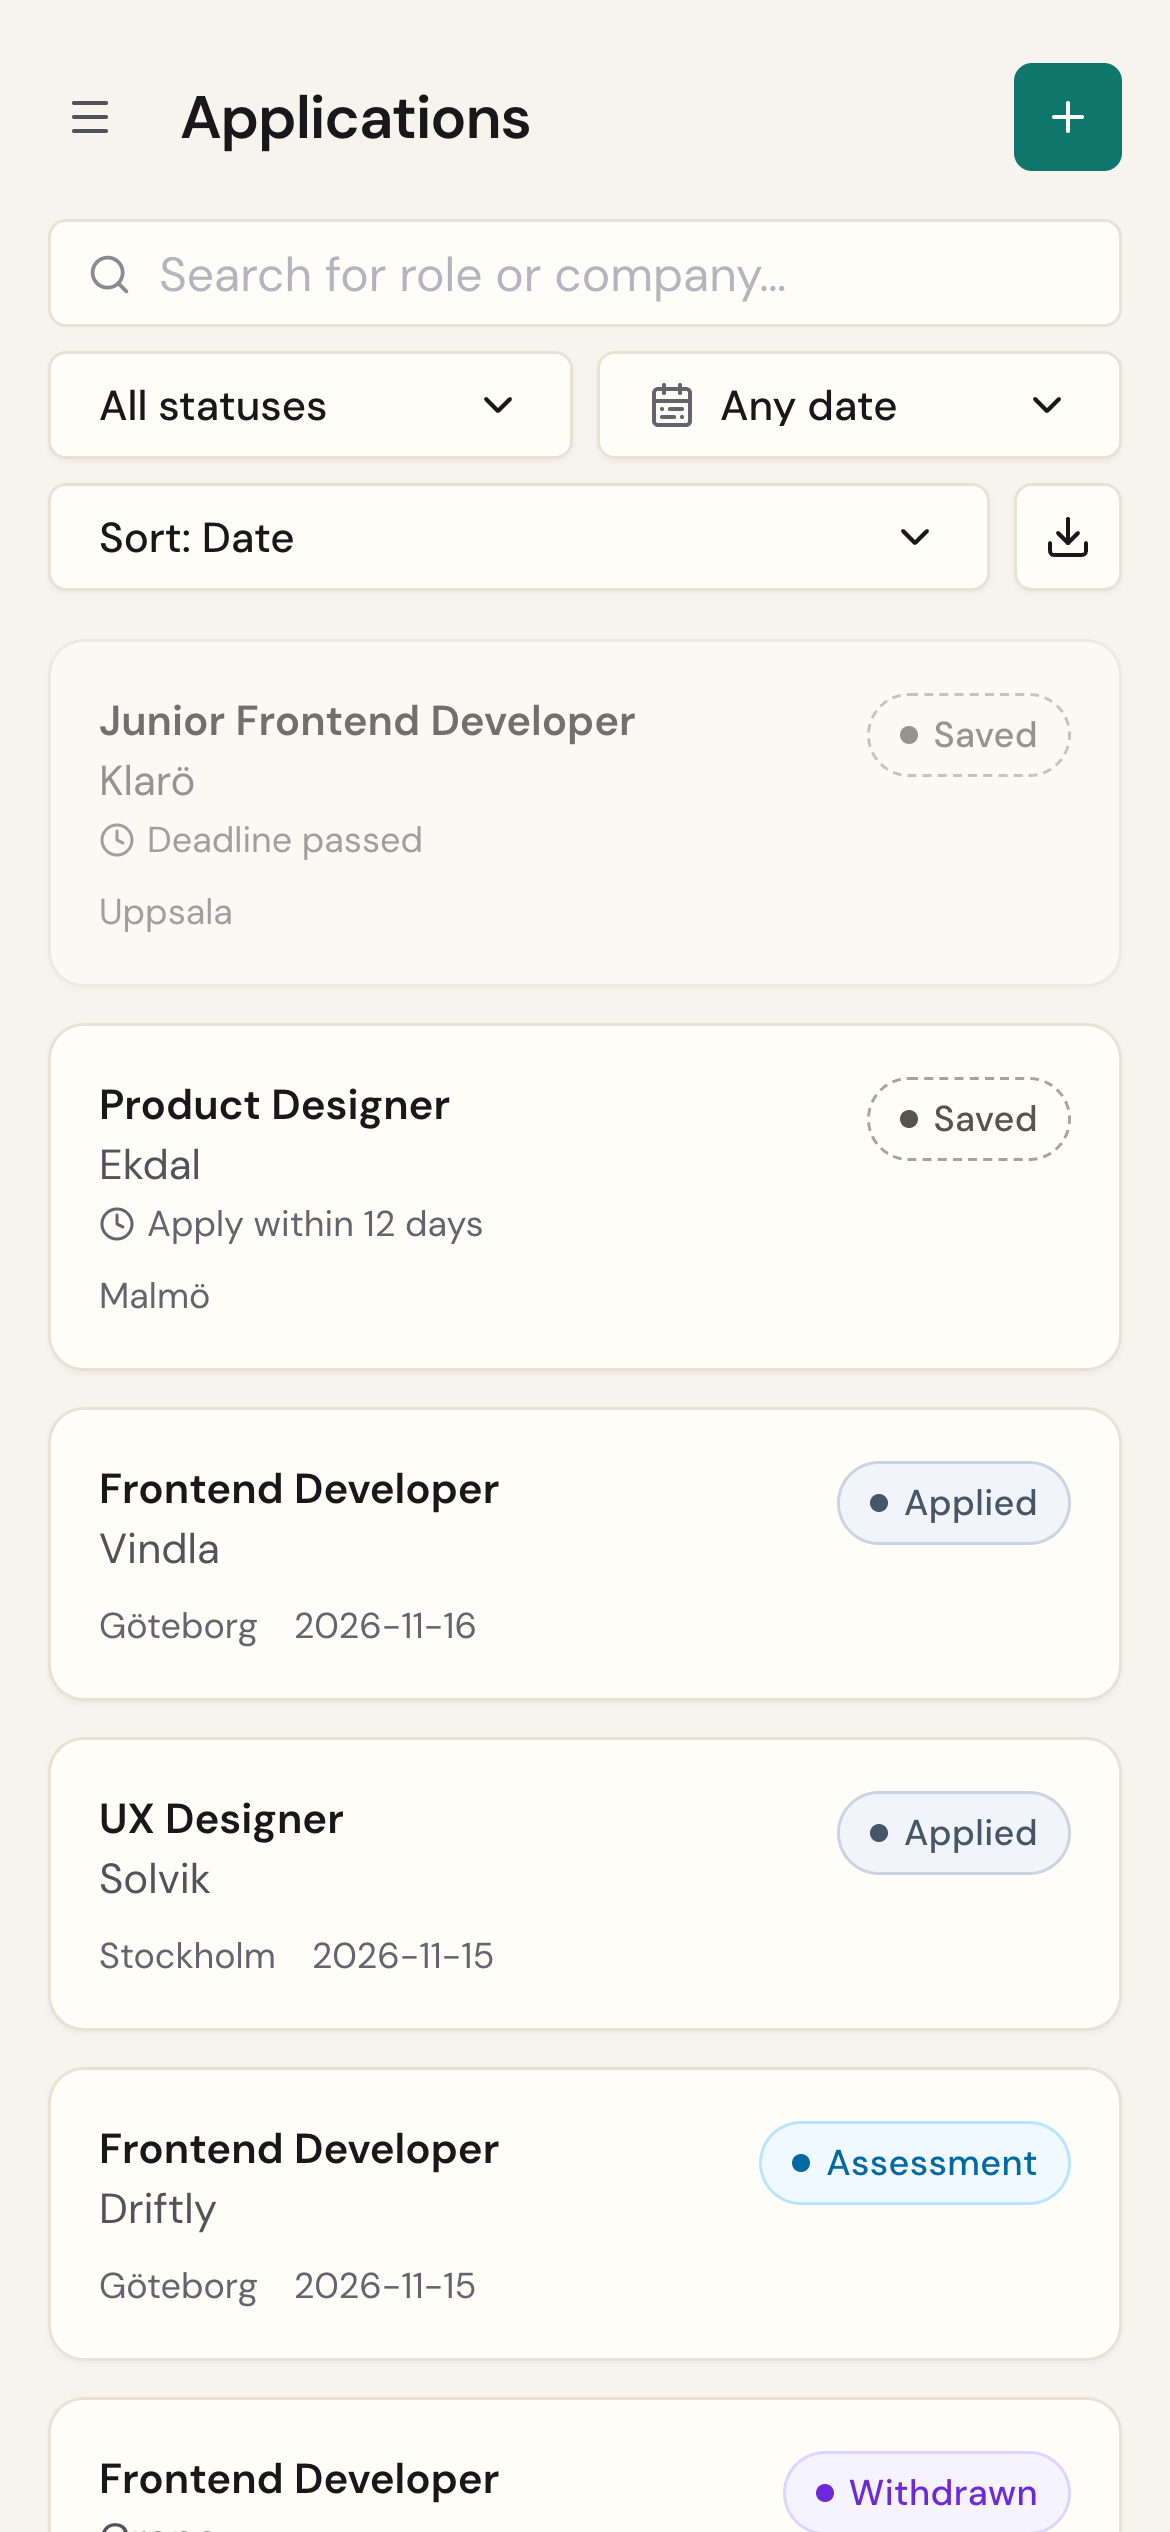 Applications
Search for role or company...
All statuses
Any date
Sort: Date
Junior Frontend Developer
Saved
Klarö
Deadline passed
Uppsala
Product Designer
Saved
Ekdal
Apply within 12 days
Malmö
Frontend Developer
Applied
Vindla
Göteborg 2026-11-16
UX Designer
Applied
Solvik
Stockholm 2026-11-15
Frontend Developer
Assessment
Driftly
Göteborg 2026-11-15
Frontend Developer
Withdrawn